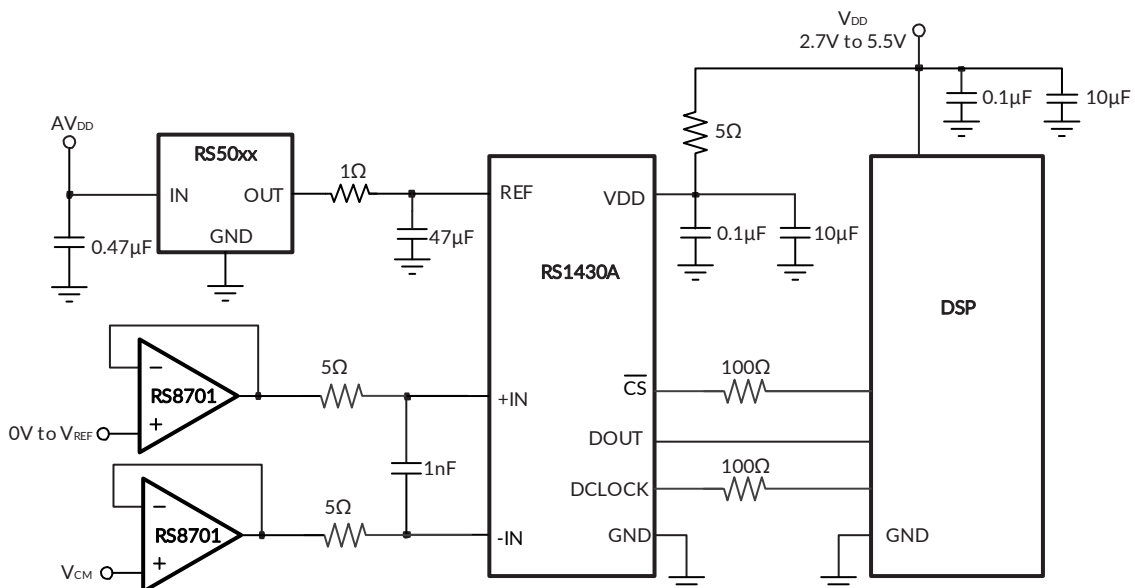 VDD
2.7V to 5.5V
0.1µF
10µF
5Ω
AVDD
RS50xx
IN
OUT
GND
0.47µF
1Ω
47µF
REF
VDD
0.1µF
10µF
RS1430A
DSP
RS8701
0V to VREF
5Ω
+IN
1nF
RS8701
VCM
5Ω
-IN
CS
100Ω
DOUT
100Ω
DCLOCK
GND
GND